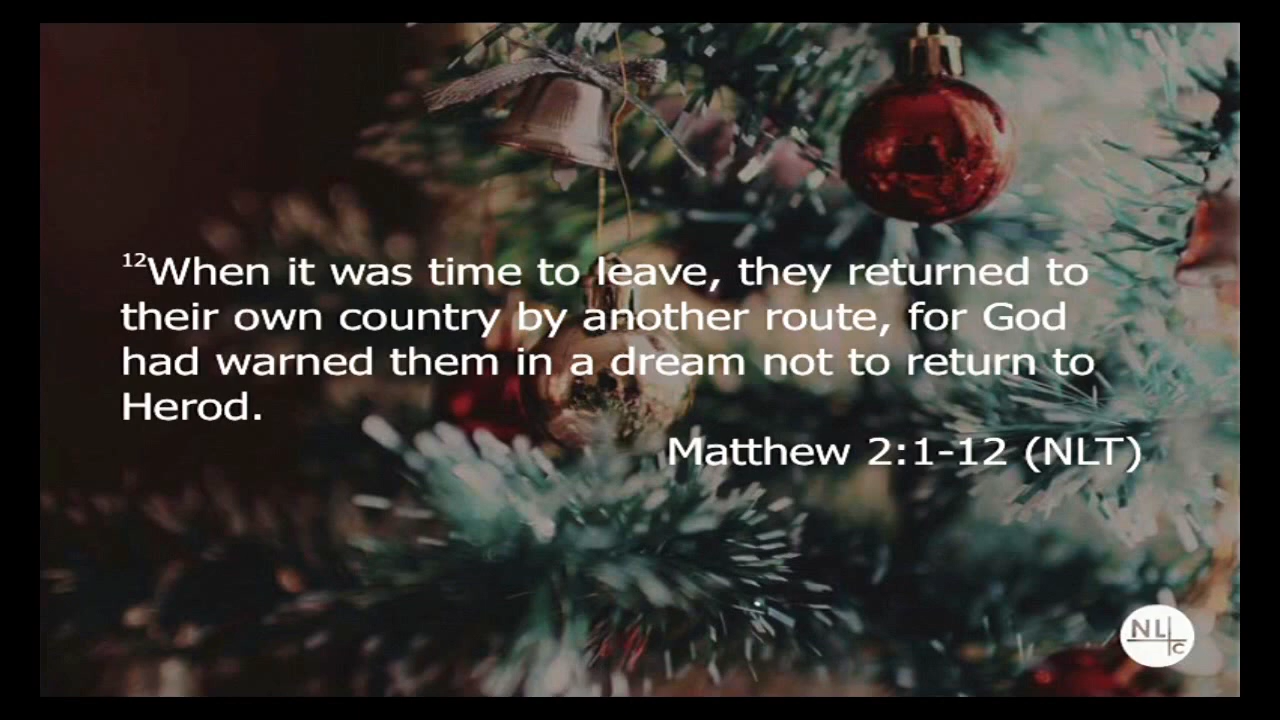 ¹²When it was time to leave, they returned to
their own country by another route, for God
had warned them in a dream not to return to
Herod.
Matthew 2:1-12 (NLT)
NL
C